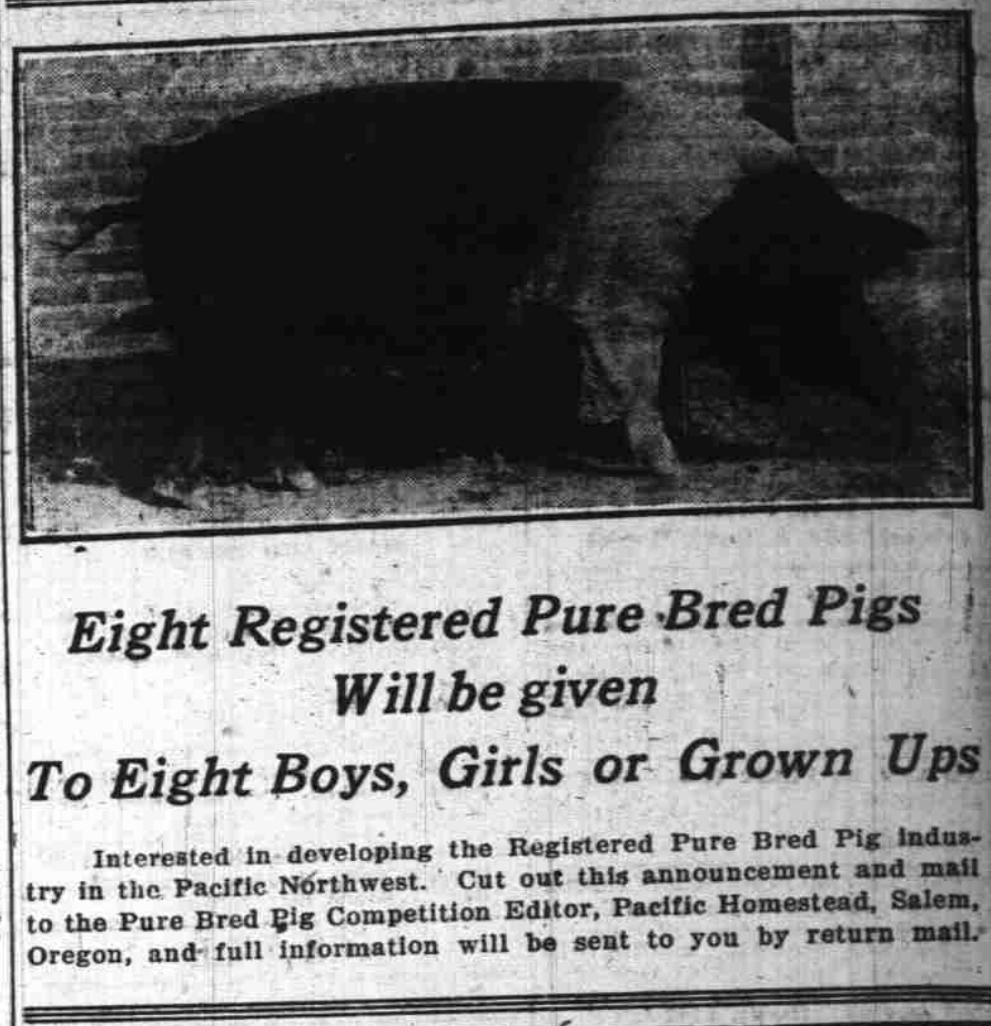 Eight Registered Pure Bred Pigs
Will be given
To Eight Boys, Girls or Grown Ups
Interested in developing the Registered Pure Bred Pig indus-
try in the Pacific Northwest. Cut out this announcement and mail
to the Pure Bred Pig Competition Editor, Pacific Homestead, Salem,
Oregon, and full information will be sent to you by return mail.